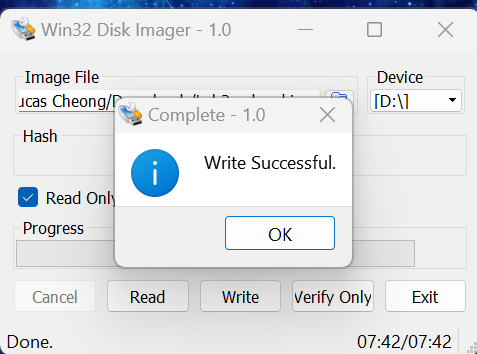 Win32 Disk Imager - 1.0
Image File
Device
ucas Cheong/
[D:\]
Complete - 1.0
Hash
Write Successful.
Read Only
OK
Progress
Cancel
Read
Write
Verify Only
Exit
Done.
07:42/07:42